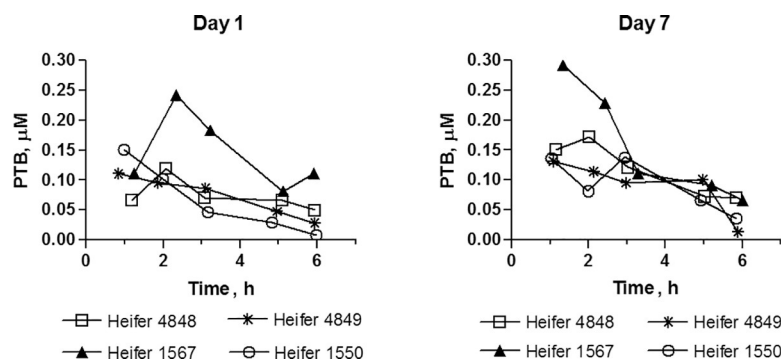 Day 1
0.30
0.25
0.20
0.15
0.10
0.05
0.00
PTB, µM
0 2 4 6
Time , h
Heifer 4848 Heifer 4849
Heifer 1567 Heifer 1550
Day 7
0.30
0.25
0.20
0.15
0.10
0.05
0.00
PTB, µM
0 2 4 6
Time , h
Heifer 4848 Heifer 4849
Heifer 1567 Heifer 1550